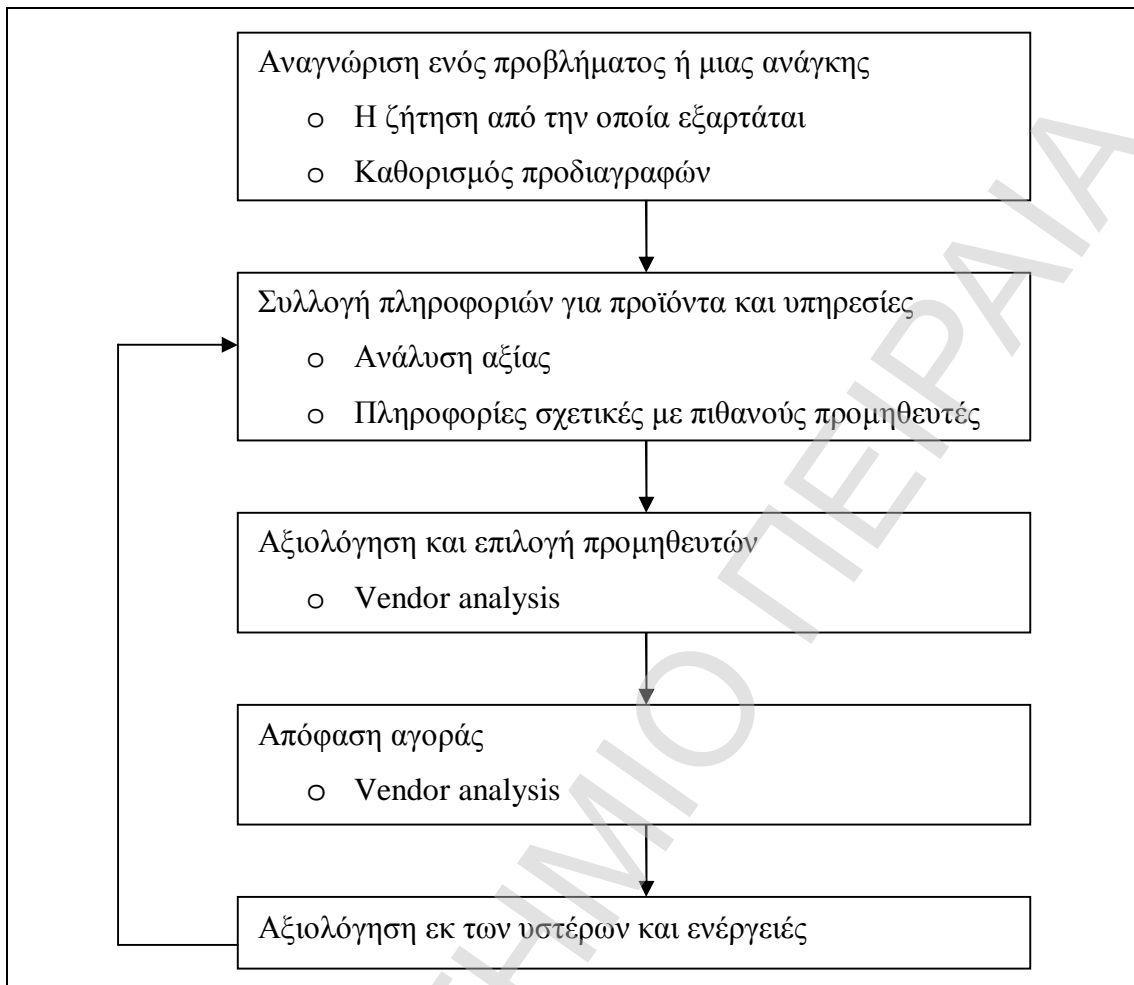 Αναγνώριση ενός προβλήματος ή μιας ανάγκης
o Η ζήτηση από την οποία εξαρτάται
o Καθορισμός προδιαγραφών
Συλλογή πληροφοριών για προϊόντα και υπηρεσίες
o Ανάλυση αξίας
o Πληροφορίες σχετικές με πιθανούς προμηθευτές
Αξιολόγηση και επιλογή προμηθευτών
o Vendor analysis
Απόφαση αγοράς
o Vendor analysis
Αξιολόγηση εκ των υστέρων και ενέργειές
ΤΗΜΙΟ ΠΕΙΡΑΙΑ